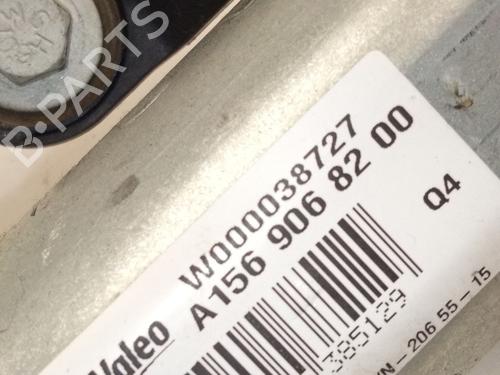 B-PARTS
Valeo
W000038727
A156 906 82 00
Q4
385129
- 206 55 - 15